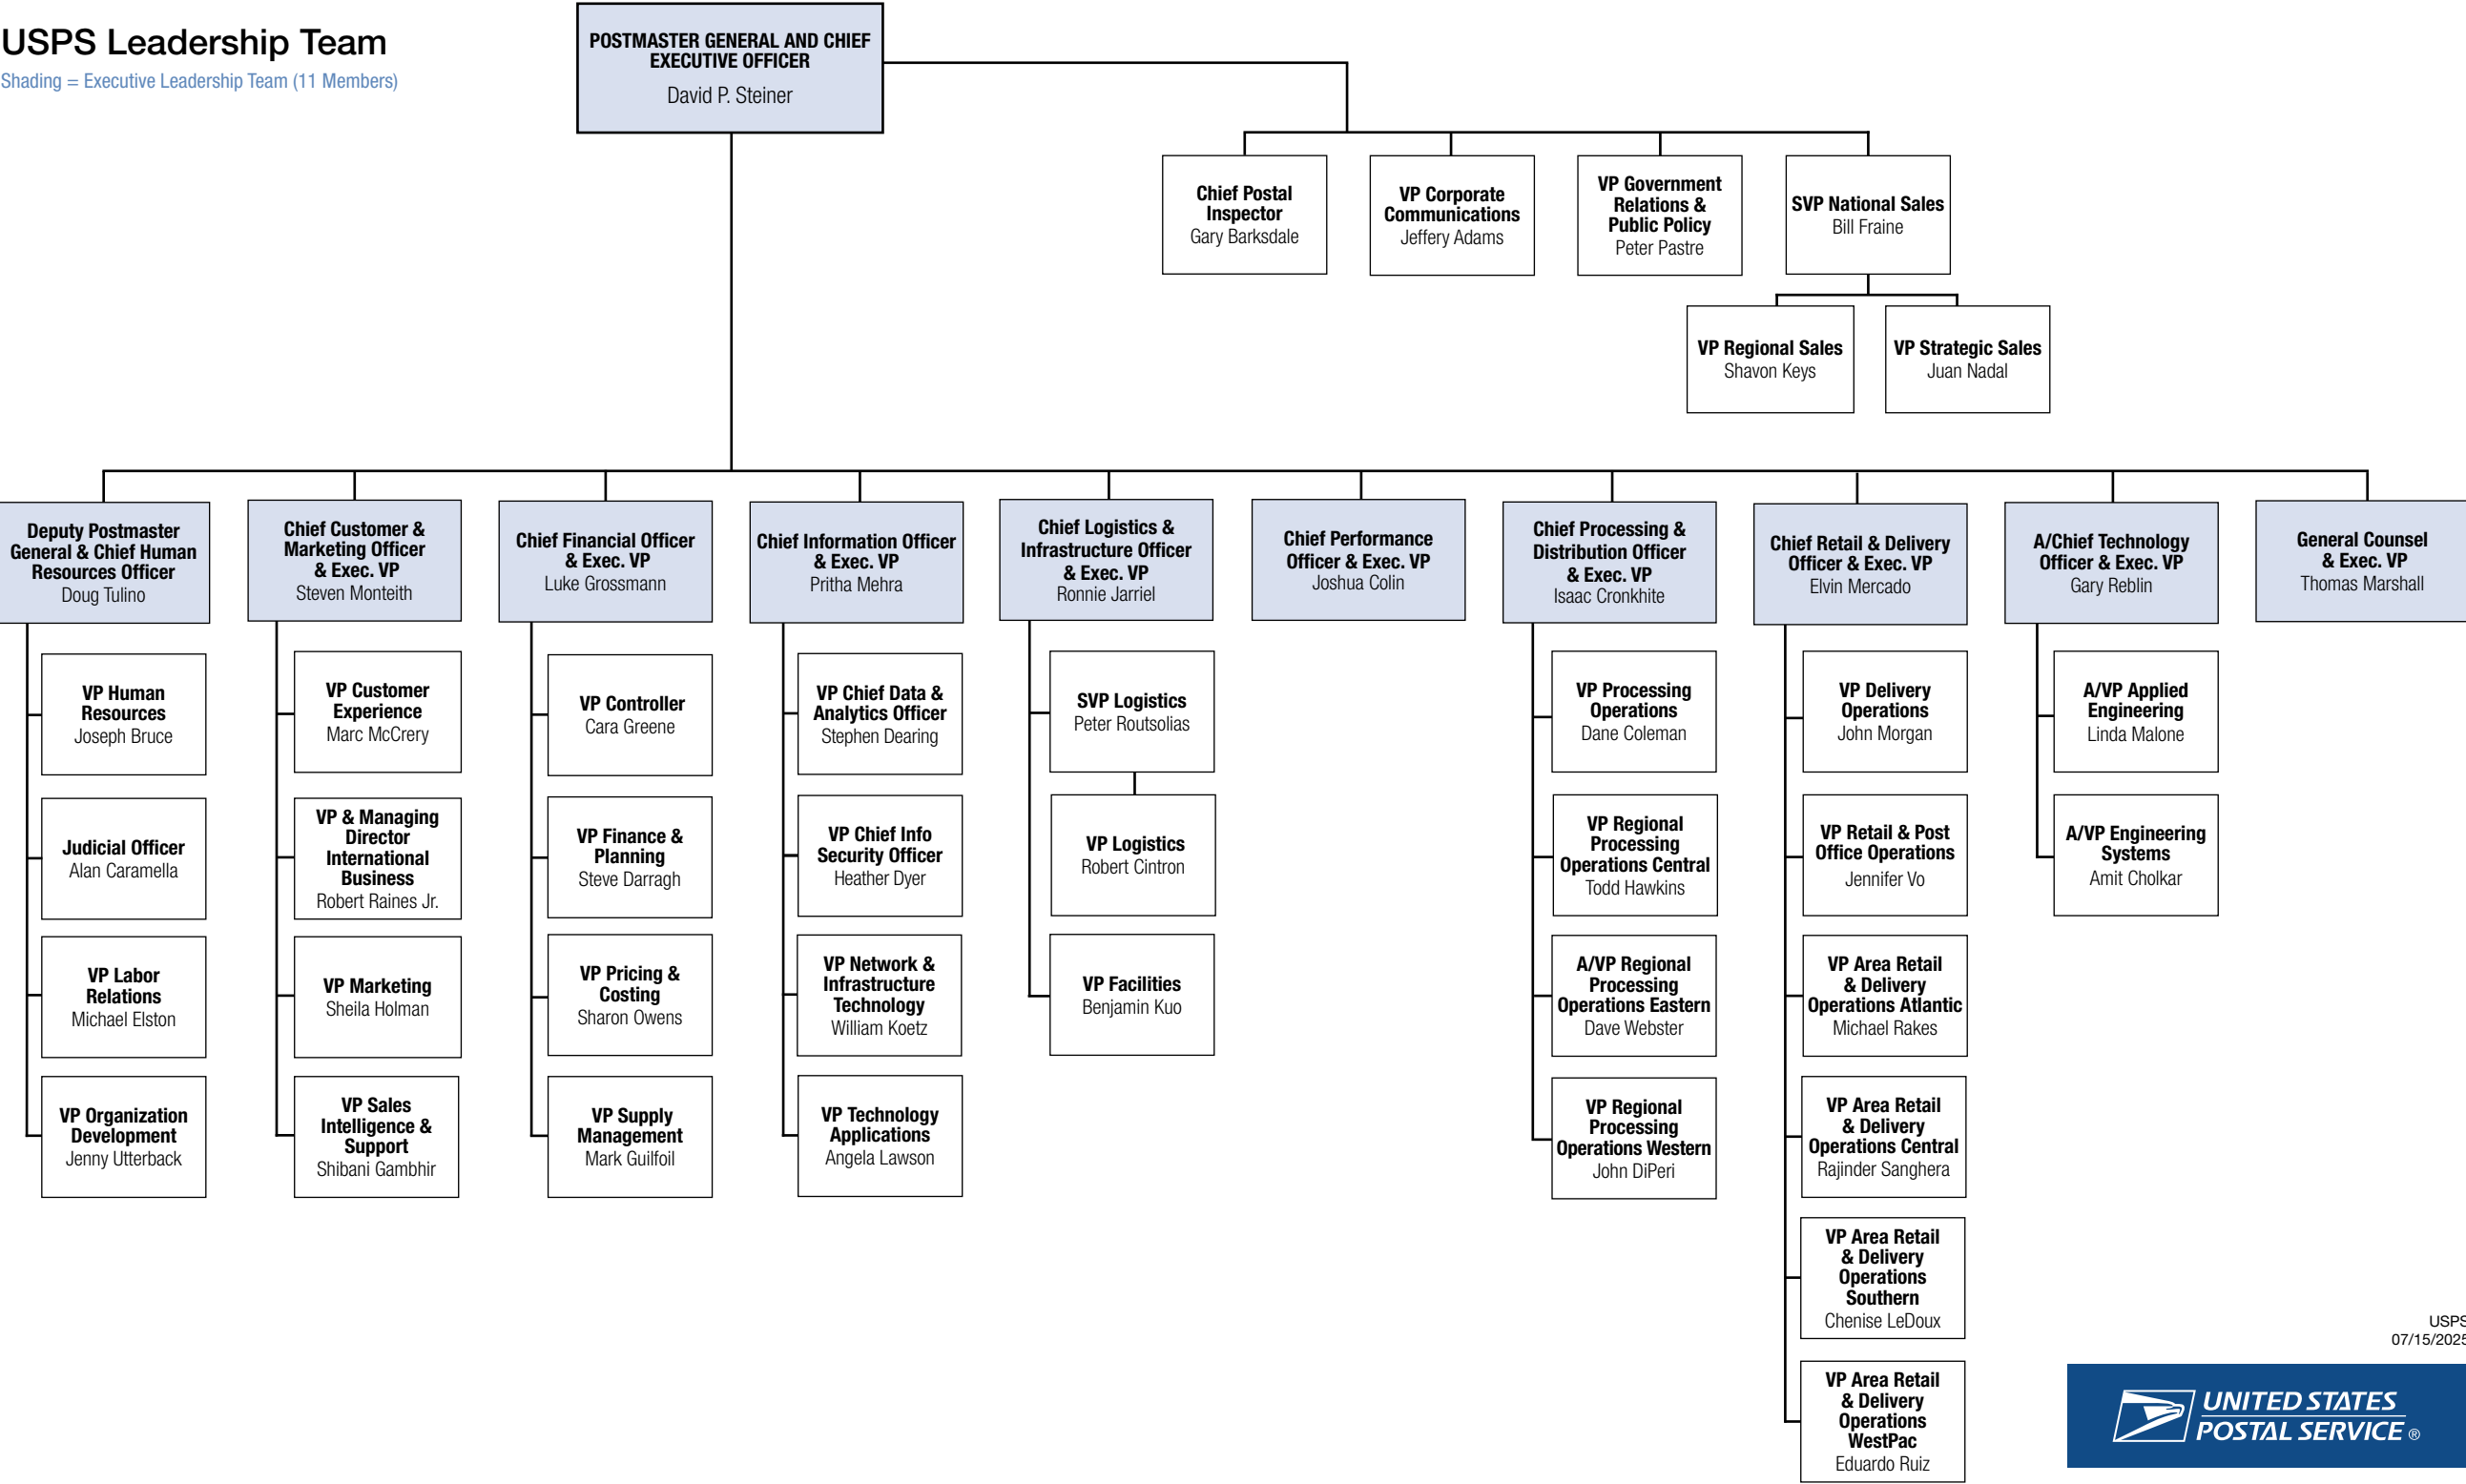 USPS Leadership Team
Shading = Executive Leadership Team (11 Members)
POSTMASTER GENERAL AND CHIEF
EXECUTIVE OFFICER
David P. Steiner
Chief Postal
Inspector
Gary Barksdale
VP Corporate
Communications
Jeffery Adams
VP Government
Relations &
Public Policy
Peter Pastre
SVP National Sales
Bill Fraine
VP Regional Sales
Shavon Keys
VP Strategic Sales
Juan Nadal
Deputy Postmaster
General & Chief Human
Resources Officer
Doug Tulino
VP Human
Resources
Joseph Bruce
Judicial Officer
Alan Caramella
VP Labor
Relations
Michael Elston
VP Organization
Development
Jenny Utterback
Chief Customer &
Marketing Officer
& Exec. VP
Steven Monteith
VP Customer
Experience
Marc McCrery
VP & Managing
Director
International
Business
Robert Raines Jr.
VP Marketing
Sheila Holman
VP Sales
Intelligence &
Support
Shibani Gambhir
Chief Financial Officer
& Exec. VP
Luke Grossmann
VP Controller
Cara Greene
VP Finance &
Planning
Steve Darragh
VP Pricing &
Costing
Sharon Owens
VP Supply
Management
Mark Guilfoil
Chief Information Officer
& Exec. VP
Pritha Mehra
VP Chief Data &
Analytics Officer
Stephen Dearing
VP Chief Info
Security Officer
Heather Dyer
VP Network &
Infrastructure
Technology
William Koetz
VP Technology
Applications
Angela Lawson
Chief Logistics &
Infrastructure Officer
& Exec. VP
Ronnie Jarriel
SVP Logistics
Peter Routsolias
VP Logistics
Robert Cintron
VP Facilities
Benjamin Kuo
Chief Performance
Officer & Exec. VP
Joshua Colin
Chief Processing &
Distribution Officer
& Exec. VP
Isaac Cronkhite
VP Processing
Operations
Dane Coleman
VP Regional
Processing
Operations Central
Todd Hawkins
A/VP Regional
Processing
Operations Eastern
Dave Webster
VP Regional
Processing
Operations Western
John DiPeri
Chief Retail & Delivery
Officer & Exec. VP
Elvin Mercado
VP Delivery
Operations
John Morgan
VP Retail & Post
Office Operations
Jennifer Vo
VP Area Retail
& Delivery
Operations Atlantic
Michael Rakes
VP Area Retail
& Delivery
Operations Central
Rajinder Sanghera
VP Area Retail
& Delivery
Operations
Southern
Chenise LeDoux
VP Area Retail
& Delivery
Operations
WestPac
Eduardo Ruiz
A/Chief Technology
Officer & Exec. VP
Gary Reblin
A/VP Applied
Engineering
Linda Malone
A/VP Engineering
Systems
Amit Cholkar
General Counsel
& Exec. VP
Thomas Marshall
USPS
07/15/2025
UNITED STATES
POSTAL SERVICE ®